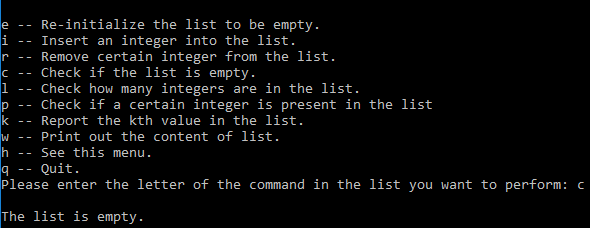 e -- Re-initialize the list to be empty.
i -- Insert an integer into the list.
r -- Remove certain integer from the list.
c -- Check if the list is empty.
l -- Check how many integers are in the list.
p -- Check if a certain integer is present in the list
k -- Report the kth value in the list.
w -- Print out the content of list.
h -- See this menu.
q -- Quit.
Please enter the letter of the command in the list you want to perform: c
The list is empty.